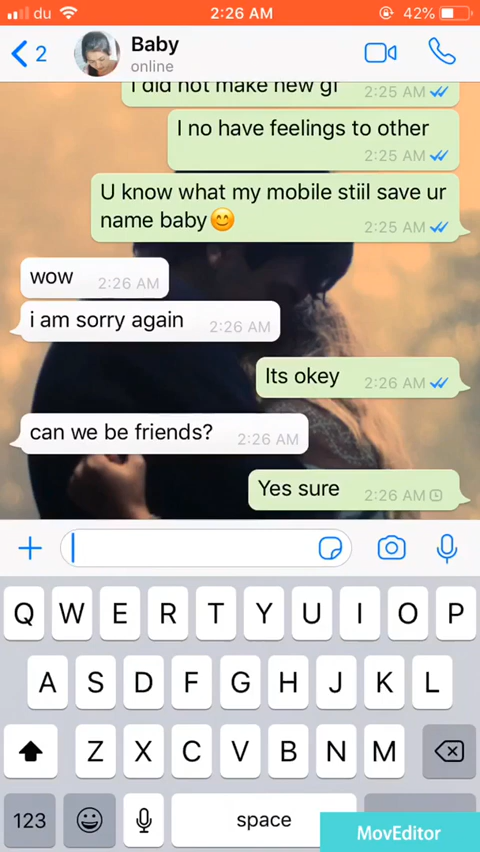 du
2:26 AM
42%
2
Baby
online
I did not make new gf
2:25 AM
I no have feelings to other
2:25 AM
U know what my mobile stiil save ur
name baby😊
2:25 AM
wow
2:26 AM
i am sorry again
2:26 AM
Its okey
2:26 AM
can we be friends?
2:26 AM
Yes sure
2:26 AM
Q W E R T Y U I O P
A S D F G H J K L
Z X C V B N M
123
space
MovEditor